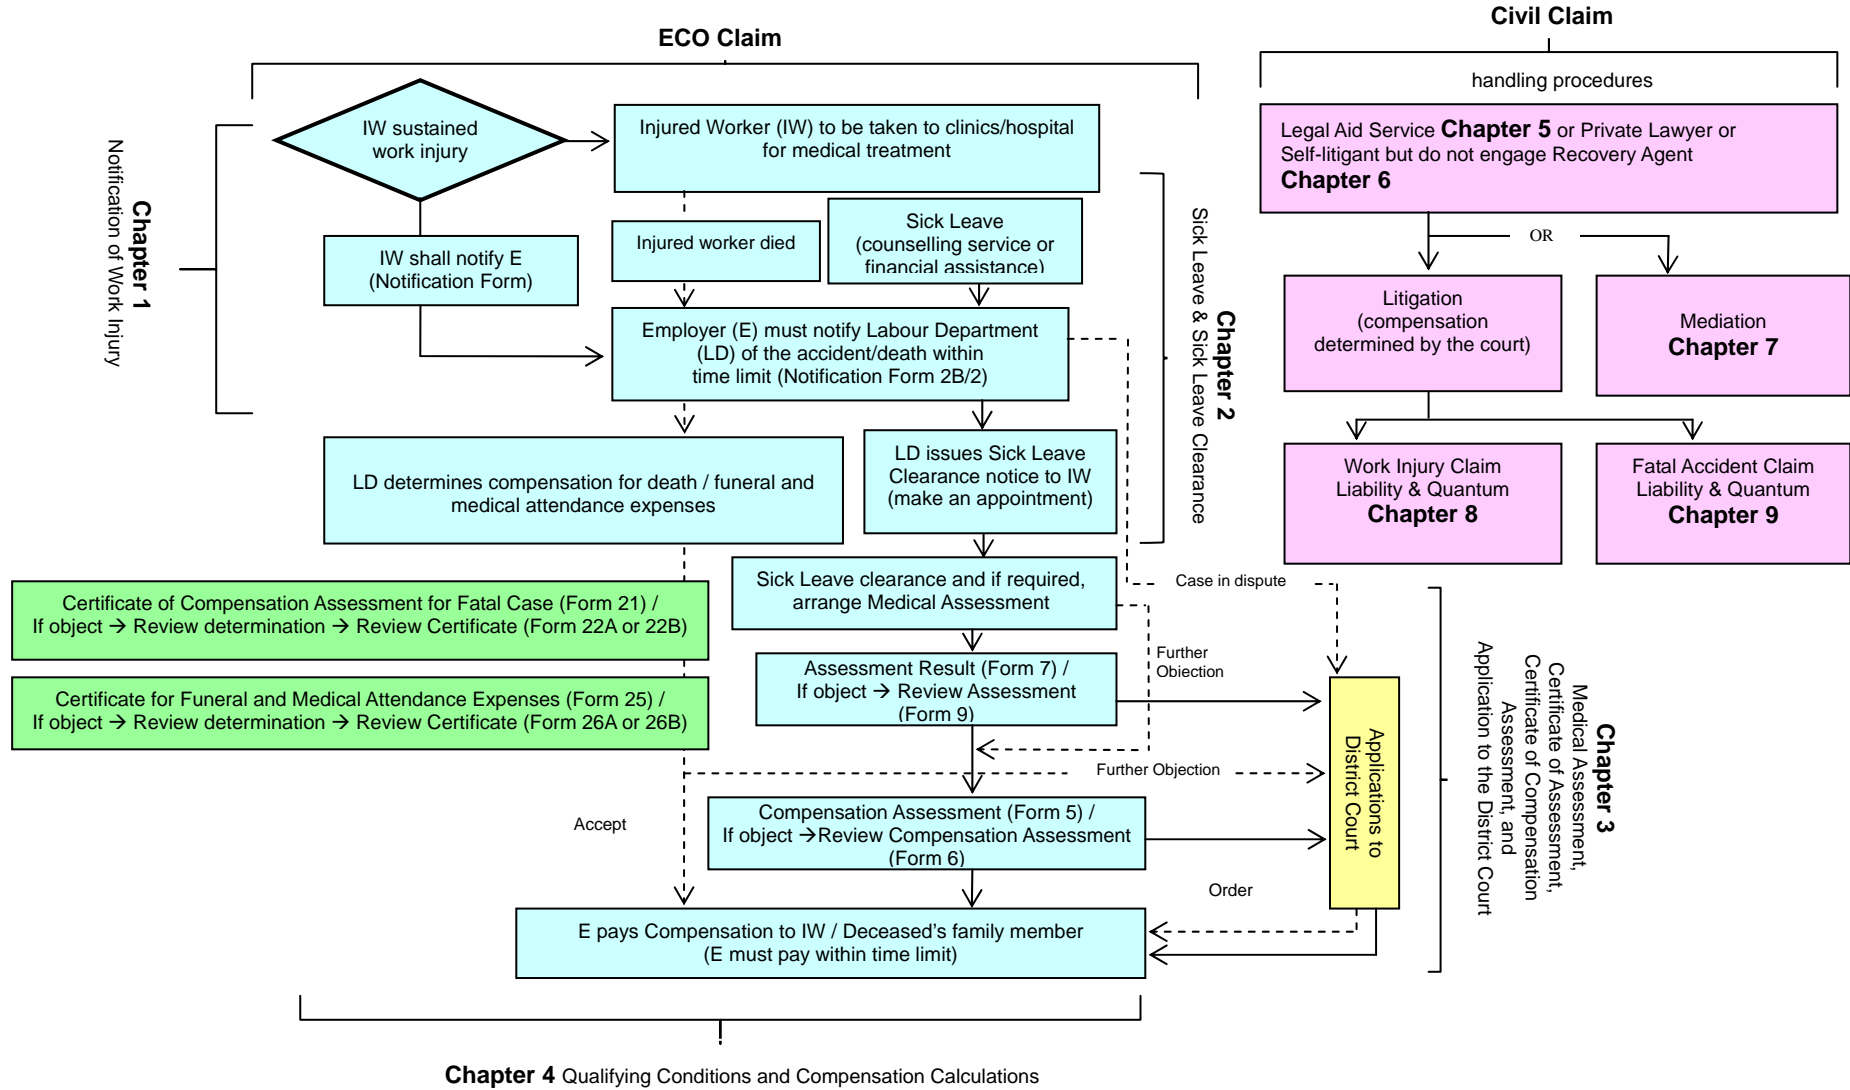 ECO Claim
Civil Claim
handling procedures
Chapter 1
Notification of Work Injury
IW sustained
work injury
Injured Worker (IW) to be taken to clinics/hospital
for medical treatment
IW shall notify E
(Notification Form)
Injured worker died
Sick Leave
(counselling service or
financial assistance)
Employer (E) must notify Labour Department
(LD) of the accident/death within
time limit (Notification Form 2B/2)
Chapter 2
Sick Leave & Sick Leave Clearance
LD determines compensation for death / funeral and
medical attendance expenses
LD issues Sick Leave
Clearance notice to IW
(make an appointment)
Sick Leave clearance and if required,
arrange Medical Assessment
Case in dispute
Certificate of Compensation Assessment for Fatal Case (Form 21) /
If object → Review determination → Review Certificate (Form 22A or 22B)
Certificate for Funeral and Medical Attendance Expenses (Form 25) /
If object → Review determination → Review Certificate (Form 26A or 26B)
Assessment Result (Form 7) /
If object → Review Assessment
(Form 9)
Further
Objection
Further Objection
Accept
Compensation Assessment (Form 5) /
If object →Review Compensation Assessment
(Form 6)
Applications to
District Court
Order
E pays Compensation to IW / Deceased’s family member
(E must pay within time limit)
Chapter 3
Medical Assessment,
Certificate of Assessment,
Certificate of Compensation
Assessment, and
Application to the District Court
Chapter 4 Qualifying Conditions and Compensation Calculations
Legal Aid Service Chapter 5 or Private Lawyer or
Self-litigant but do not engage Recovery Agent
Chapter 6
OR
Litigation
(compensation
determined by the court)
Mediation
Chapter 7
Work Injury Claim
Liability & Quantum
Chapter 8
Fatal Accident Claim
Liability & Quantum
Chapter 9